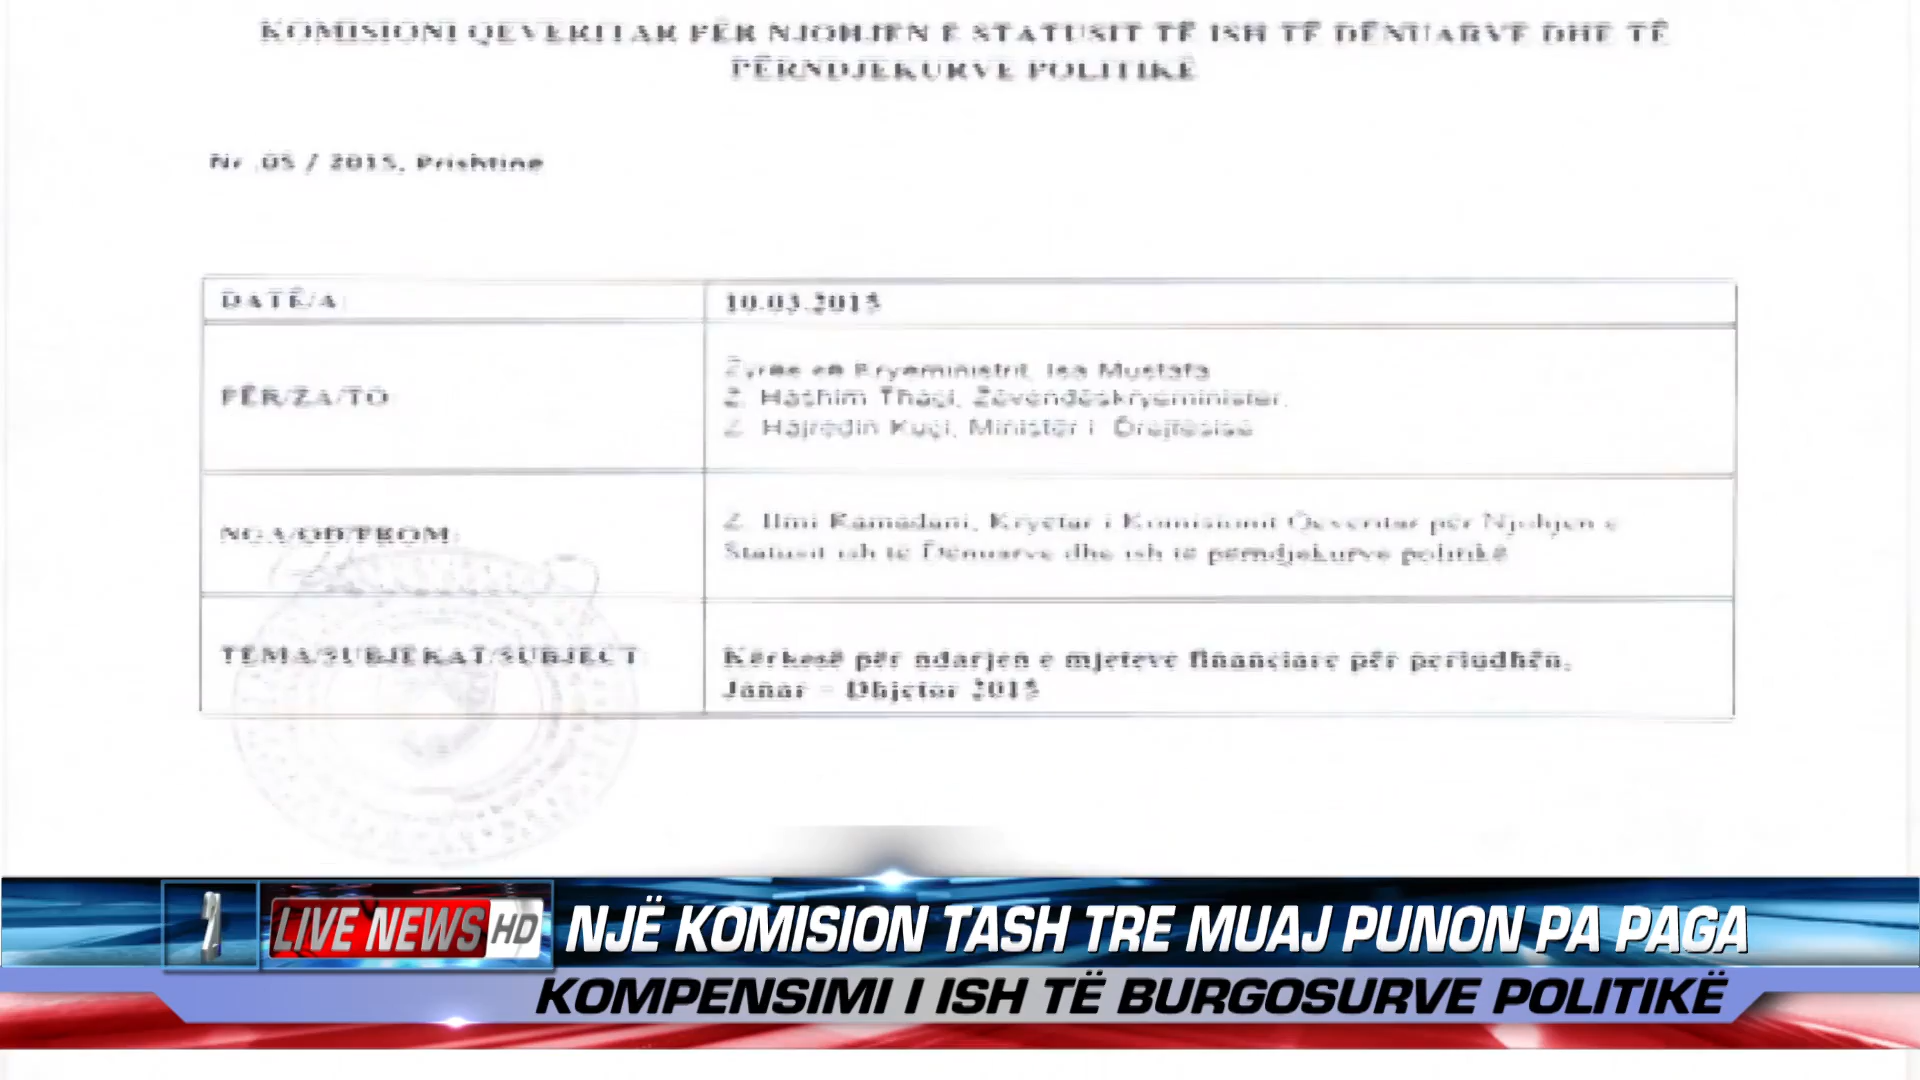 KOMISIONI QEVERITAR PËR NJOHJEN E STATUSIT TË ISH TË DËNUARVE DHE TË
PËRNDJEKURVE POLITIKË
Nr .05 / 2015, Prishtinë
DATË/A:
10.03.2015
PËR/ZA/TO
Zyrës së Kryeministrit, Isa Mustafa
Z. Hashim Thaçi, Zëvendëskryeministër,
Z. Hajredin Kuçi, Ministër i Drejtësisë
NGA/OD/FROM:
Z. Ilmi Ramadani, Kryetar i Komisionit Qeveritar për Njohjen e
Statusit ish të Dënuarve dhe ish të përndjekurve politikë
TEMA/SUBJEKAT/SUBJECT:
Kërkesë për ndarjen e mjeteve financiare për periudhën,
Janar – Dhjetor 2015
LIVE NEWS HD
NJË KOMISION TASH TRE MUAJ PUNON PA PAGA
KOMPENSIMI I ISH TË BURGOSURVE POLITIKË